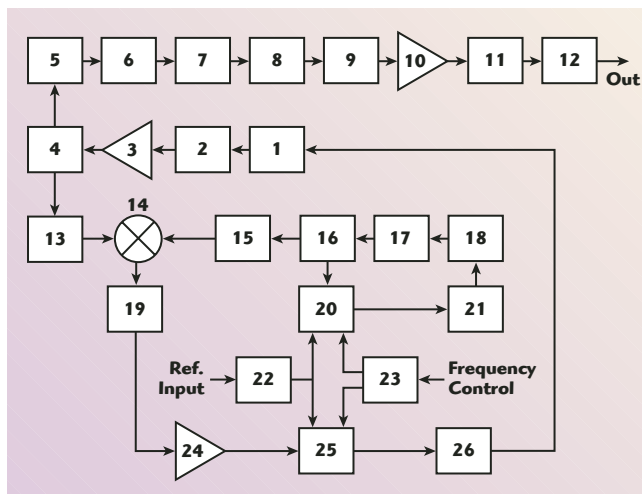 5 6 7 8 9 10 11 12
Out
4 3 2 1
14
13 15 16 17 18
19 20 21
Ref.
Input
22 23
Frequency
Control
24 25 26